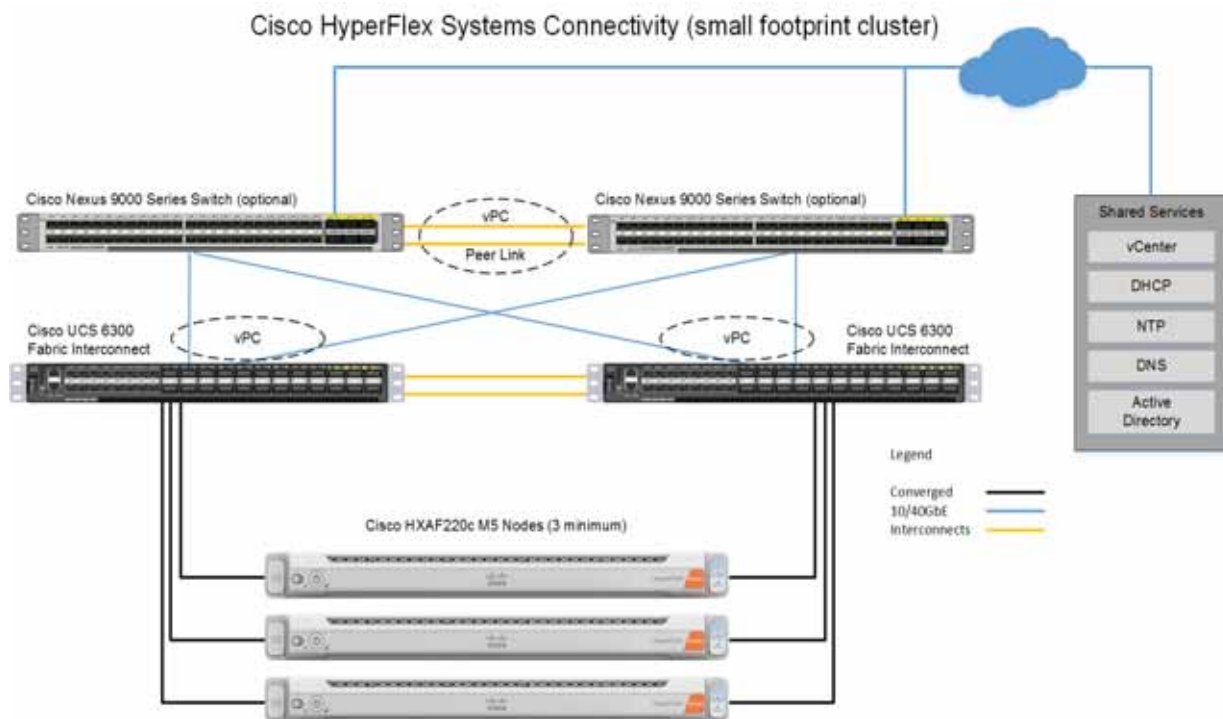 Cisco HyperFlex Systems Connectivity (small footprint cluster)
Cisco Nexus 9000 Series Switch (optional)
Cisco Nexus 9000 Series Switch (optional)
vPC
Peer Link
Shared Services
vCenter
DHCP
NTP
DNS
Active
Directory
Cisco UCS 6300
Fabric Interconnect
vPC
vPC
Cisco UCS 6300
Fabric Interconnect
Legend
Converged
10/40GbE
Interconnects
Cisco HXAF220c M5 Nodes (3 minimum)